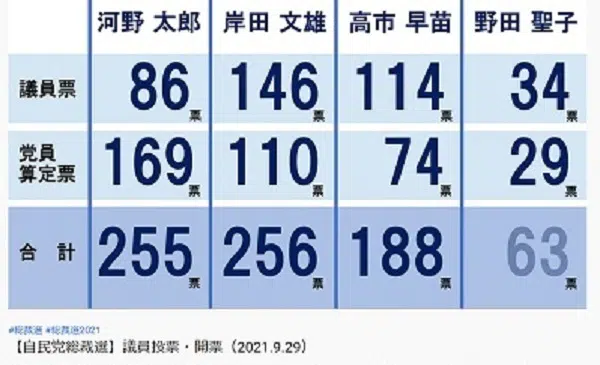 河野 太郎 岸田 文雄 高市 早苗 野田 聖子
議員票 86票 146票 114票 34票
党員算定票 169票 110票 74票 29票
合計 255票 256票 188票 63票
#総裁選 #総裁選2021
【自民党総裁選】議員投票・開票（2021.9.29）